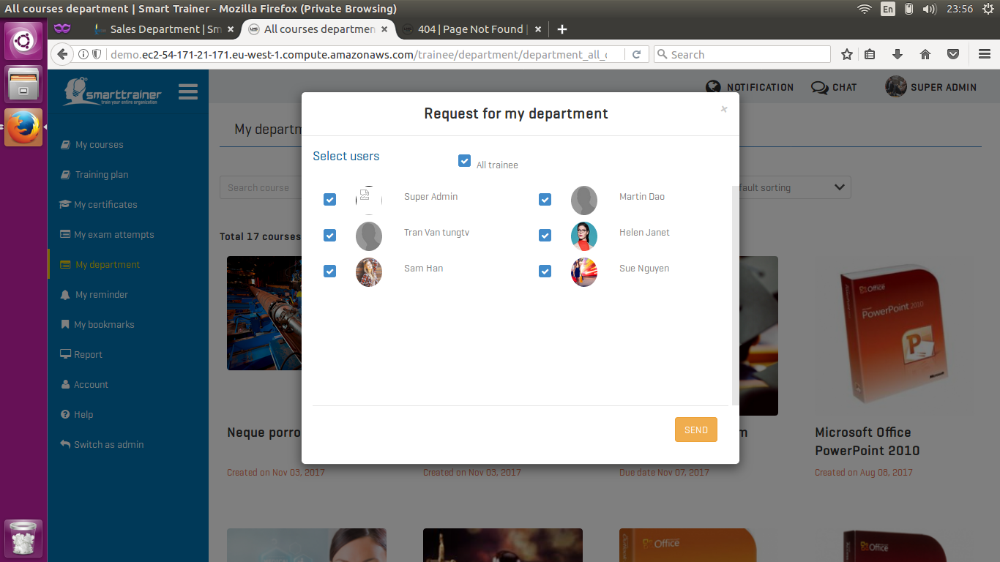 All courses department | Smart Trainer - Mozilla Firefox (Private Browsing)
En
23:56
Sales Department | Sm
All courses departmen
404 | Page Not Found |
demo.ec2-54-171-21-171.eu-west-1.compute.amazonaws.com/trainee/department/department_all_c
Search
smarttrainer
train your entire organization
NOTIFICATION
CHAT
SUPER ADMIN
My courses
Training plan
My certificates
My exam attempts
My department
My reminder
My bookmarks
Report
Account
Help
Switch as admin
My departm
Search course
fault sorting
Total 17 courses
Request for my department
×
Select users
All trainee
Super Admin
Martin Dao
Tran Van tungtv
Helen Janet
Sam Han
Sue Nguyen
SEND
Office
PowerPoint 2010
Microsoft
Neque porro
m
Microsoft Office
PowerPoint 2010
Created on Nov 03, 2017
Created on Nov 03, 2017
Due date Nov 07, 2017
Created on Aug 08, 2017
Office
Office